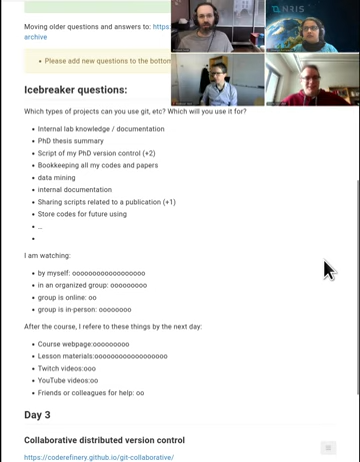 Moving older questions and answers to: https:
archive
Please add new questions to the bottom
Icebreaker questions:
Which types of projects can you use git, etc? Which will you use it for?
Internal lab knowledge / documentation
PhD thesis summary
Script of my PhD version control (+2)
Bookkeeping all my codes and papers
data mining
internal documentation
Sharing scripts related to a publication (+1)
Store codes for future using
...
I am watching:
by myself: oooooooooooooooooo
in an organized group: ooooooooo
group is online: oo
group is in-person: oooooooo
After the course, I refere to these things by the next day:
Course webpage:ooooooooo
Lesson materials:oooooooooooooooooo
Twitch videos:ooo
YouTube videos:oo
Friends or colleagues for help: oo
Day 3
Collaborative distributed version control
https://coderefinery.github.io/git-collaborative/